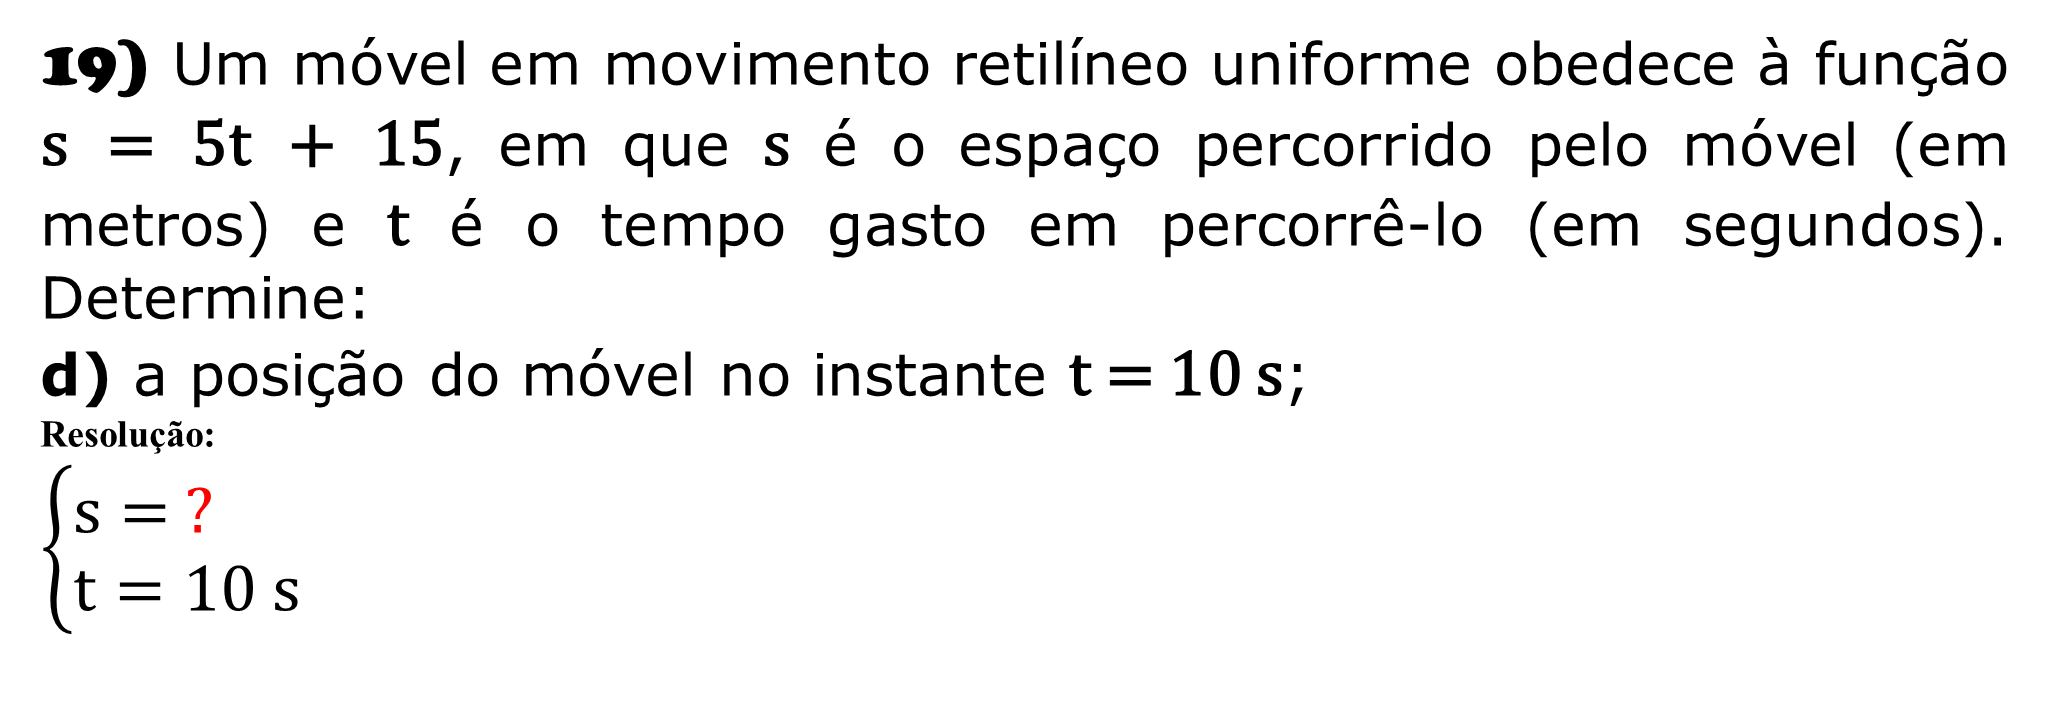 19) Um móvel em movimento retilíneo uniforme obedece à função
s = 5t + 15, em que s é o espaço percorrido pelo móvel (em
metros) e t é o tempo gasto em percorrê-lo (em segundos).
Determine:
d) a posição do móvel no instante t = 10 s;
Resolução:
s = ?
t = 10 s